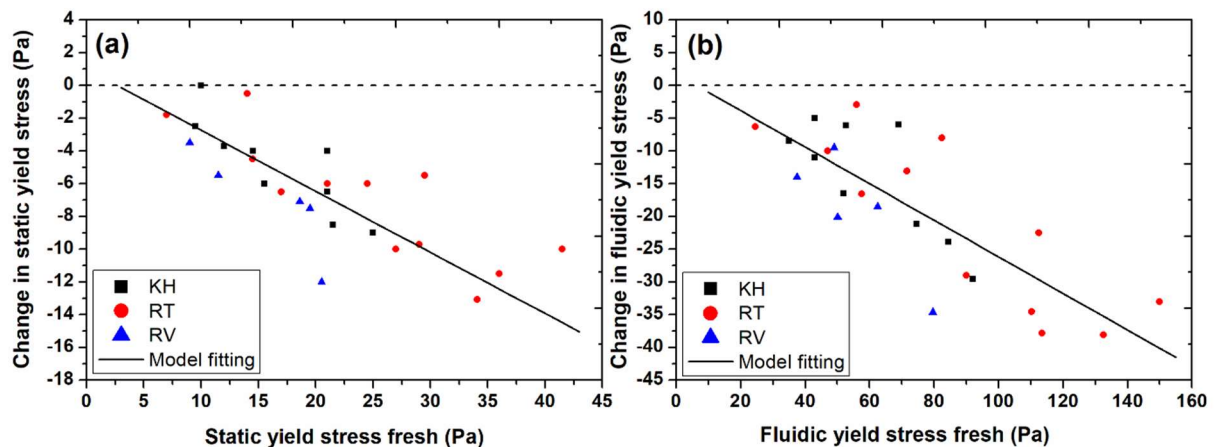 (a)
Change in static yield stress (Pa)
4
2
0
-2
-4
-6
-8
-10
-12
-14
-16
-18
KH
RT
RV
Model fitting
0 5 10 15 20 25 30 35 40 45
Static yield stress fresh (Pa)
(b)
Change in fluidic yield stress (Pa)
10
5
0
-5
-10
-15
-20
-25
-30
-35
-40
-45
KH
RT
RV
Model fitting
0 20 40 60 80 100 120 140 160
Fluidic yield stress fresh (Pa)